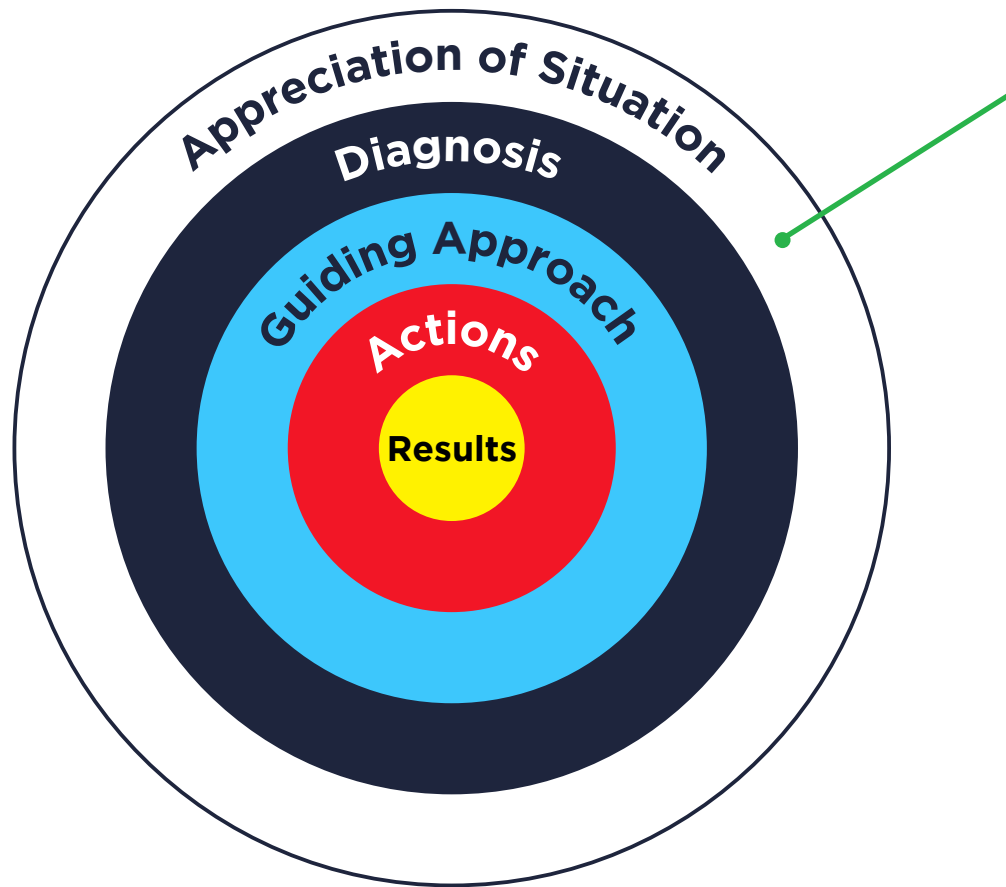 Appreciation of Situation
Diagnosis
Guiding Approach
Actions
Results